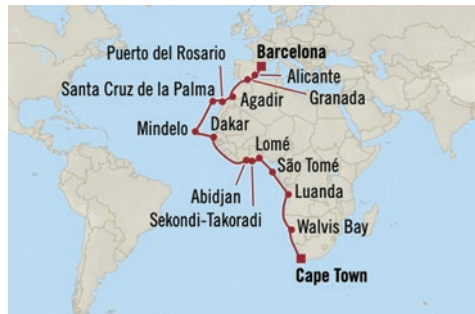 Puerto del Rosario
Barcelona
Alicante
Santa Cruz de la Palma
Granada
Agadir
Mindelo
Dakar
Lomé
São Tomé
Abidjan
Luanda
Sekondi-Takoradi
Walvis Bay
Cape Town